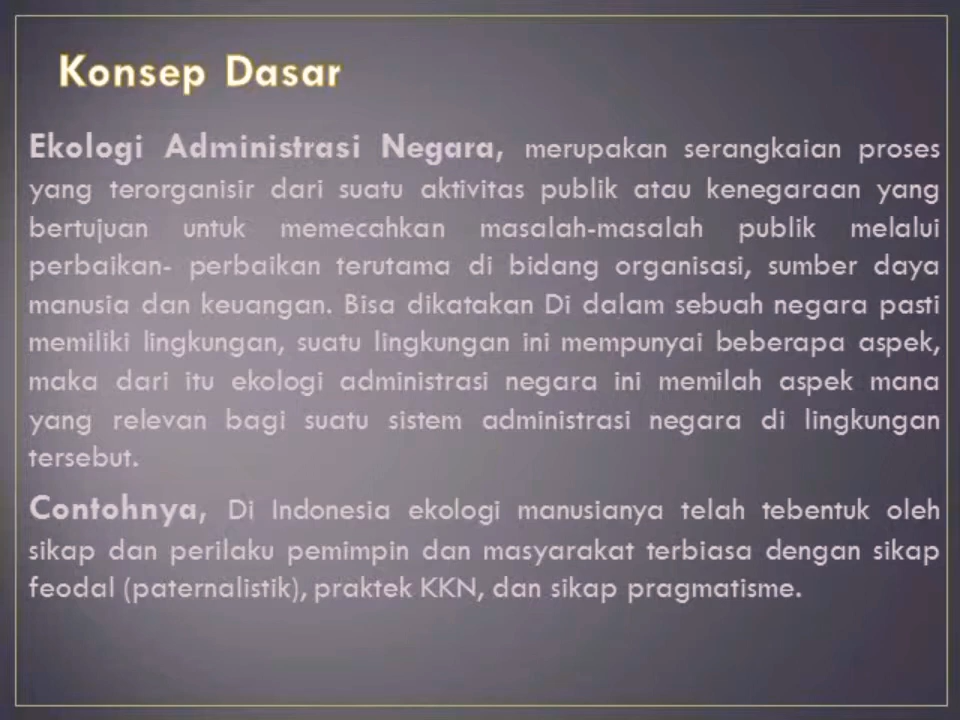 Konsep Dasar
Ekologi Administrasi Negara, merupakan serangkaian proses
yang terorganisir dari suatu aktivitas publik atau kenegaraan yang
bertujuan untuk memecahkan masalah-masalah publik melalui
perbaikan- perbaikan terutama di bidang organisasi, sumber daya
manusia dan keuangan. Bisa dikatakan Di dalam sebuah negara pasti
memiliki lingkungan, suatu lingkungan ini mempunyai beberapa aspek,
maka dari itu ekologi administrasi negara ini memilah aspek mana
yang relevan bagi suatu sistem administrasi negara di lingkungan
tersebut.
Contohnya, Di Indonesia ekologi manusianya telah tebentuk oleh
sikap dan perilaku pemimpin dan masyarakat terbiasa dengan sikap
feodal (paternalistik), praktek KKN, dan sikap pragmatisme.